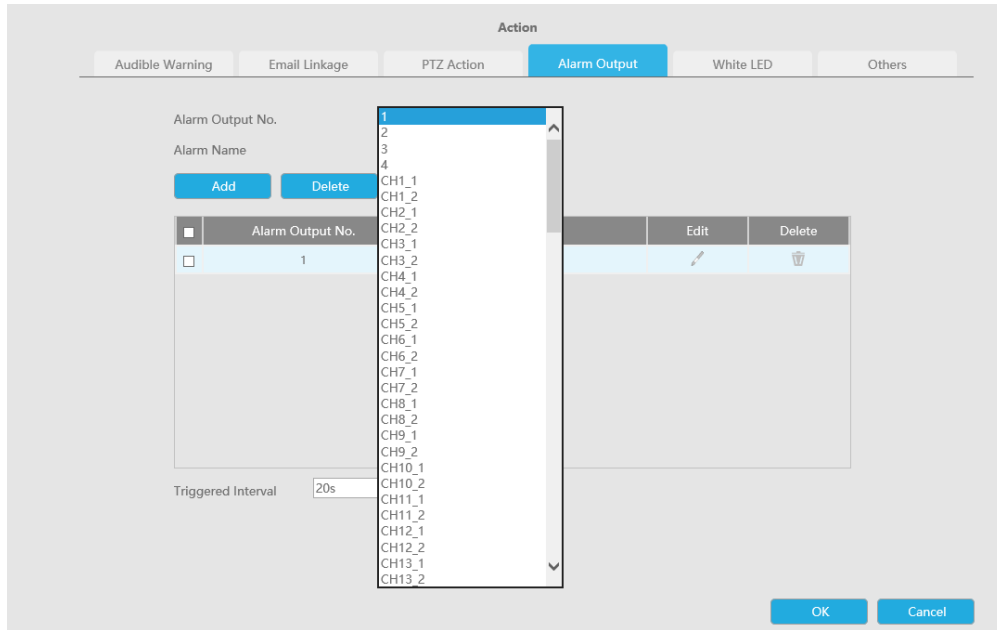 Action
Audible Warning
Email Linkage
PTZ Action
Alarm Output
White LED
Others
Alarm Output No.
Alarm Name
Add
Delete
1
2
3
4
CH1_1
CH1_2
CH2_1
CH2_2
CH3_1
CH3_2
CH4_1
CH4_2
CH5_1
CH5_2
CH6_1
CH6_2
CH7_1
CH7_2
CH8_1
CH8_2
CH9_1
CH9_2
CH10_1
CH10_2
CH11_1
CH11_2
CH12_1
CH12_2
CH13_1
CH13_2
Alarm Output No.
Edit
Delete
1
Triggered Interval
20s
OK
Cancel